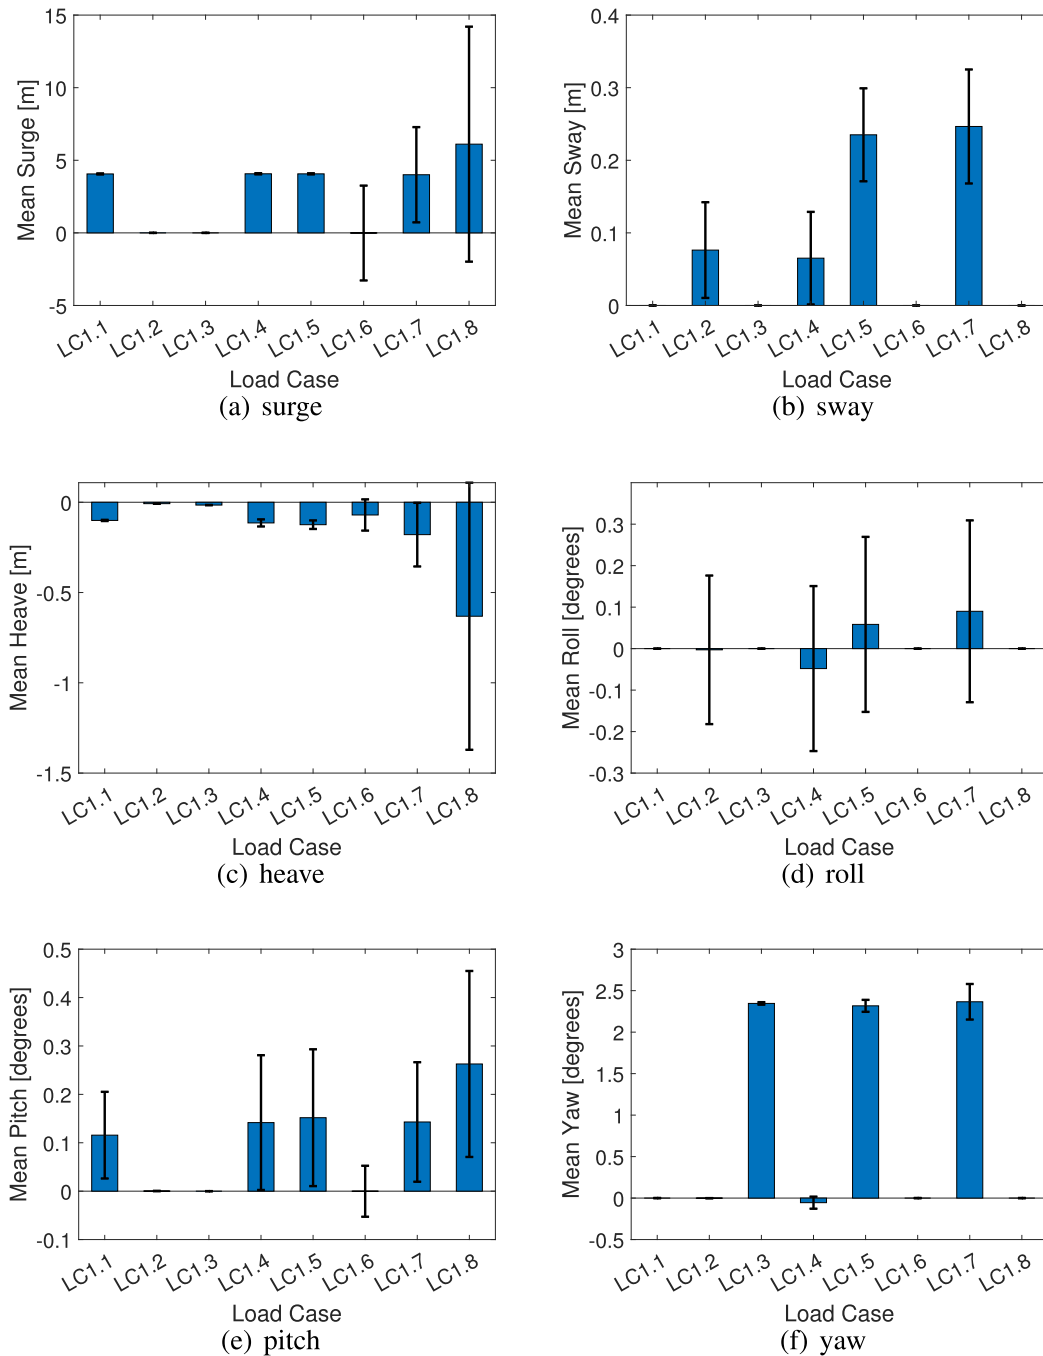 15
10
5
0
-5
Mean Surge [m]
LC1.1 LC1.2 LC1.3 LC1.4 LC1.5 LC1.6 LC1.7 LC1.8
Load Case
(a) surge
0.4
0.3
0.2
0.1
0
Mean Sway [m]
LC1.1 LC1.2 LC1.3 LC1.4 LC1.5 LC1.6 LC1.7 LC1.8
Load Case
(b) sway
0
-0.5
-1
-1.5
Mean Heave [m]
LC1.1 LC1.2 LC1.3 LC1.4 LC1.5 LC1.6 LC1.7 LC1.8
Load Case
(c) heave
0.3
0.2
0.1
0
-0.1
-0.2
-0.3
Mean Roll [degrees]
LC1.1 LC1.2 LC1.3 LC1.4 LC1.5 LC1.6 LC1.7 LC1.8
Load Case
(d) roll
0.5
0.4
0.3
0.2
0.1
0
-0.1
Mean Pitch [degrees]
LC1.1 LC1.2 LC1.3 LC1.4 LC1.5 LC1.6 LC1.7 LC1.8
Load Case
(e) pitch
3
2.5
2
1.5
1
0.5
0
-0.5
Mean Yaw [degrees]
LC1.1 LC1.2 LC1.3 LC1.4 LC1.5 LC1.6 LC1.7 LC1.8
Load Case
(f) yaw